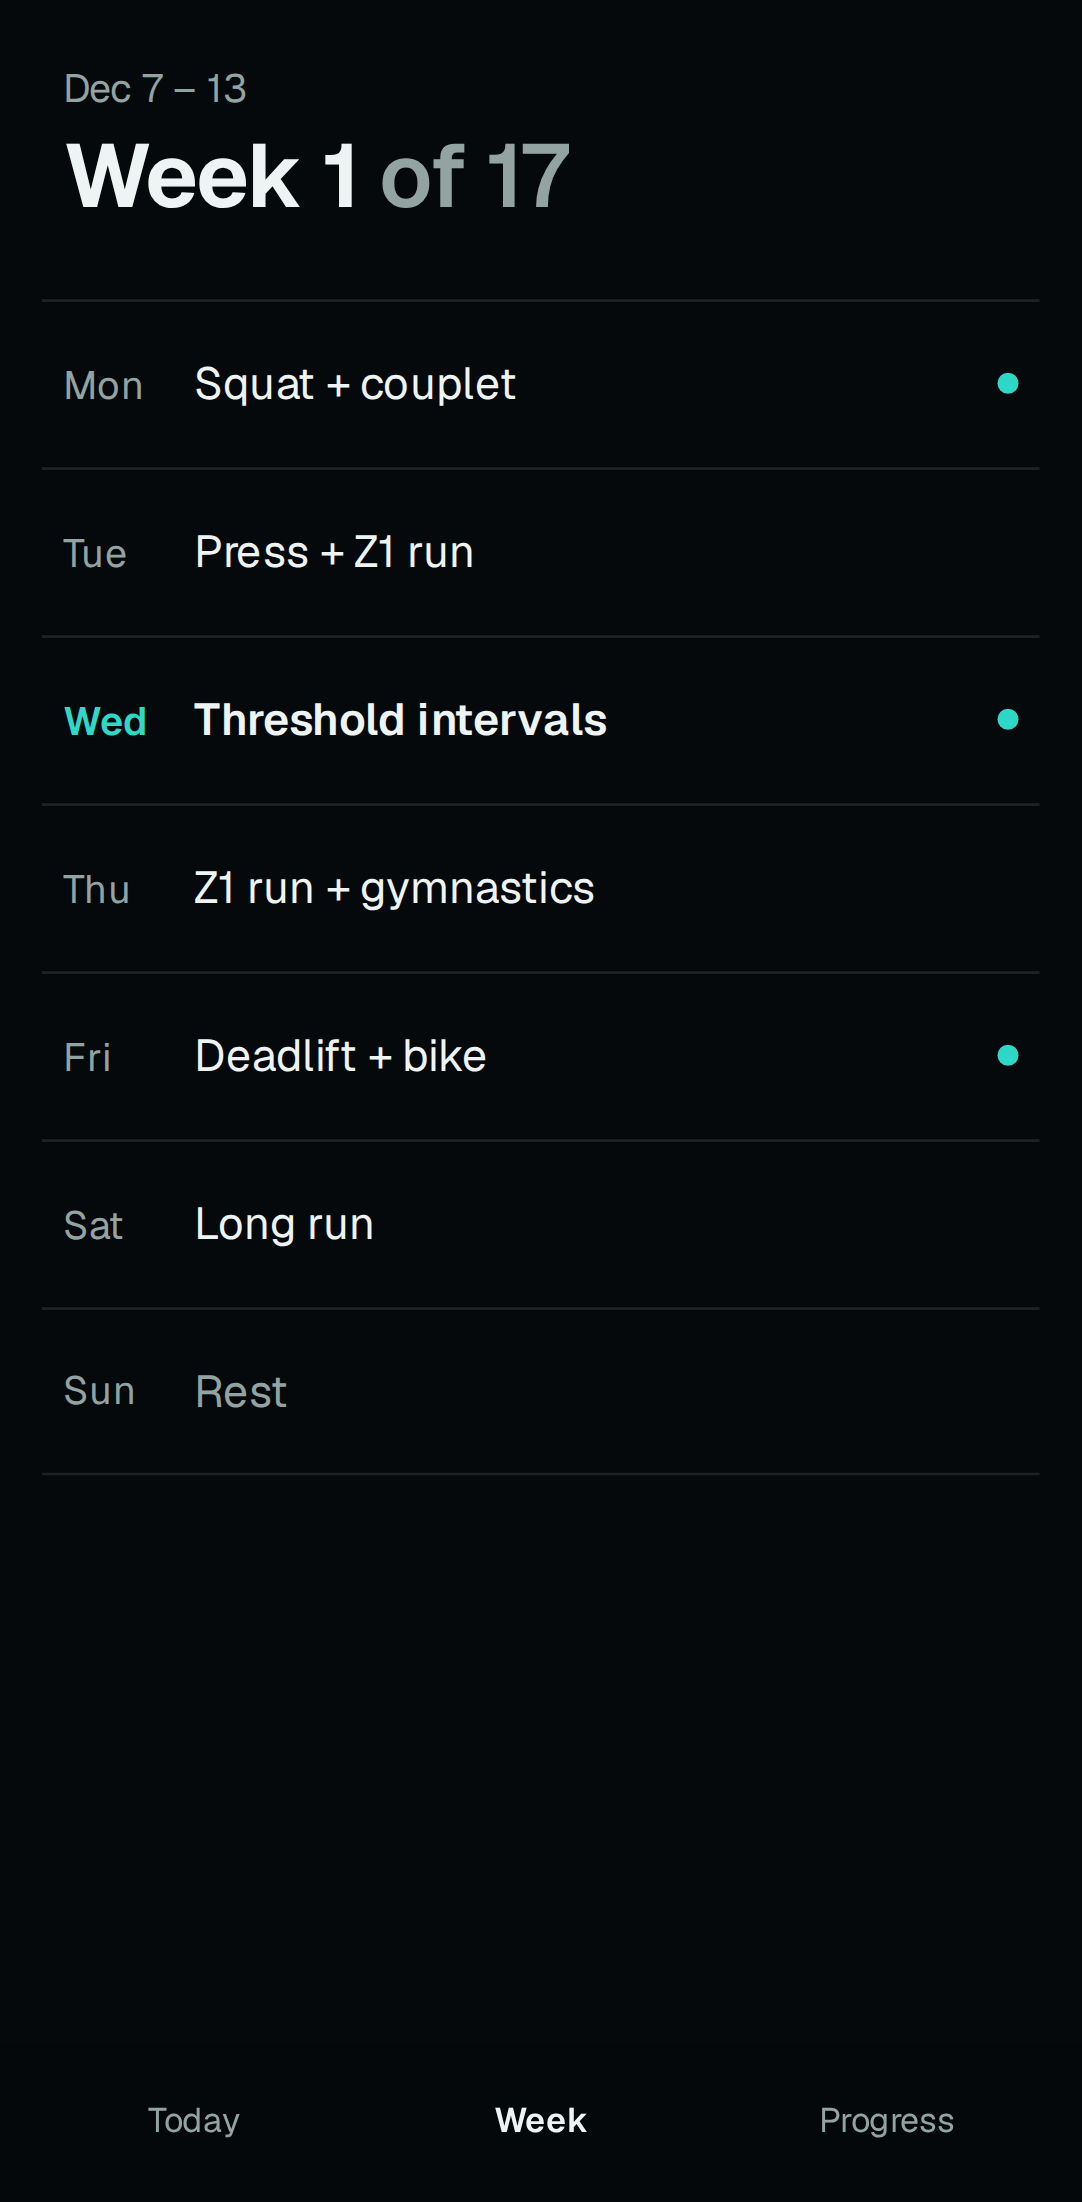 Dec 7 – 13
Week 1 of 17
Mon Squat + couplet
Tue Press + Z1 run
Wed Threshold intervals
Thu Z1 run + gymnastics
Fri Deadlift + bike
Sat Long run
Sun Rest
Today Week Progress